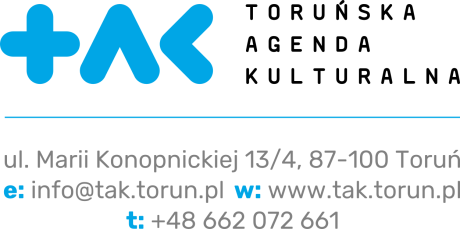 TAK
TORUŃSKA
AGENDA
KULTURALNA
ul. Marii Konopnickiej 13/4, 87-100 Toruń
e: info@tak.torun.pl w: www.tak.torun.pl
t: +48 662 072 661